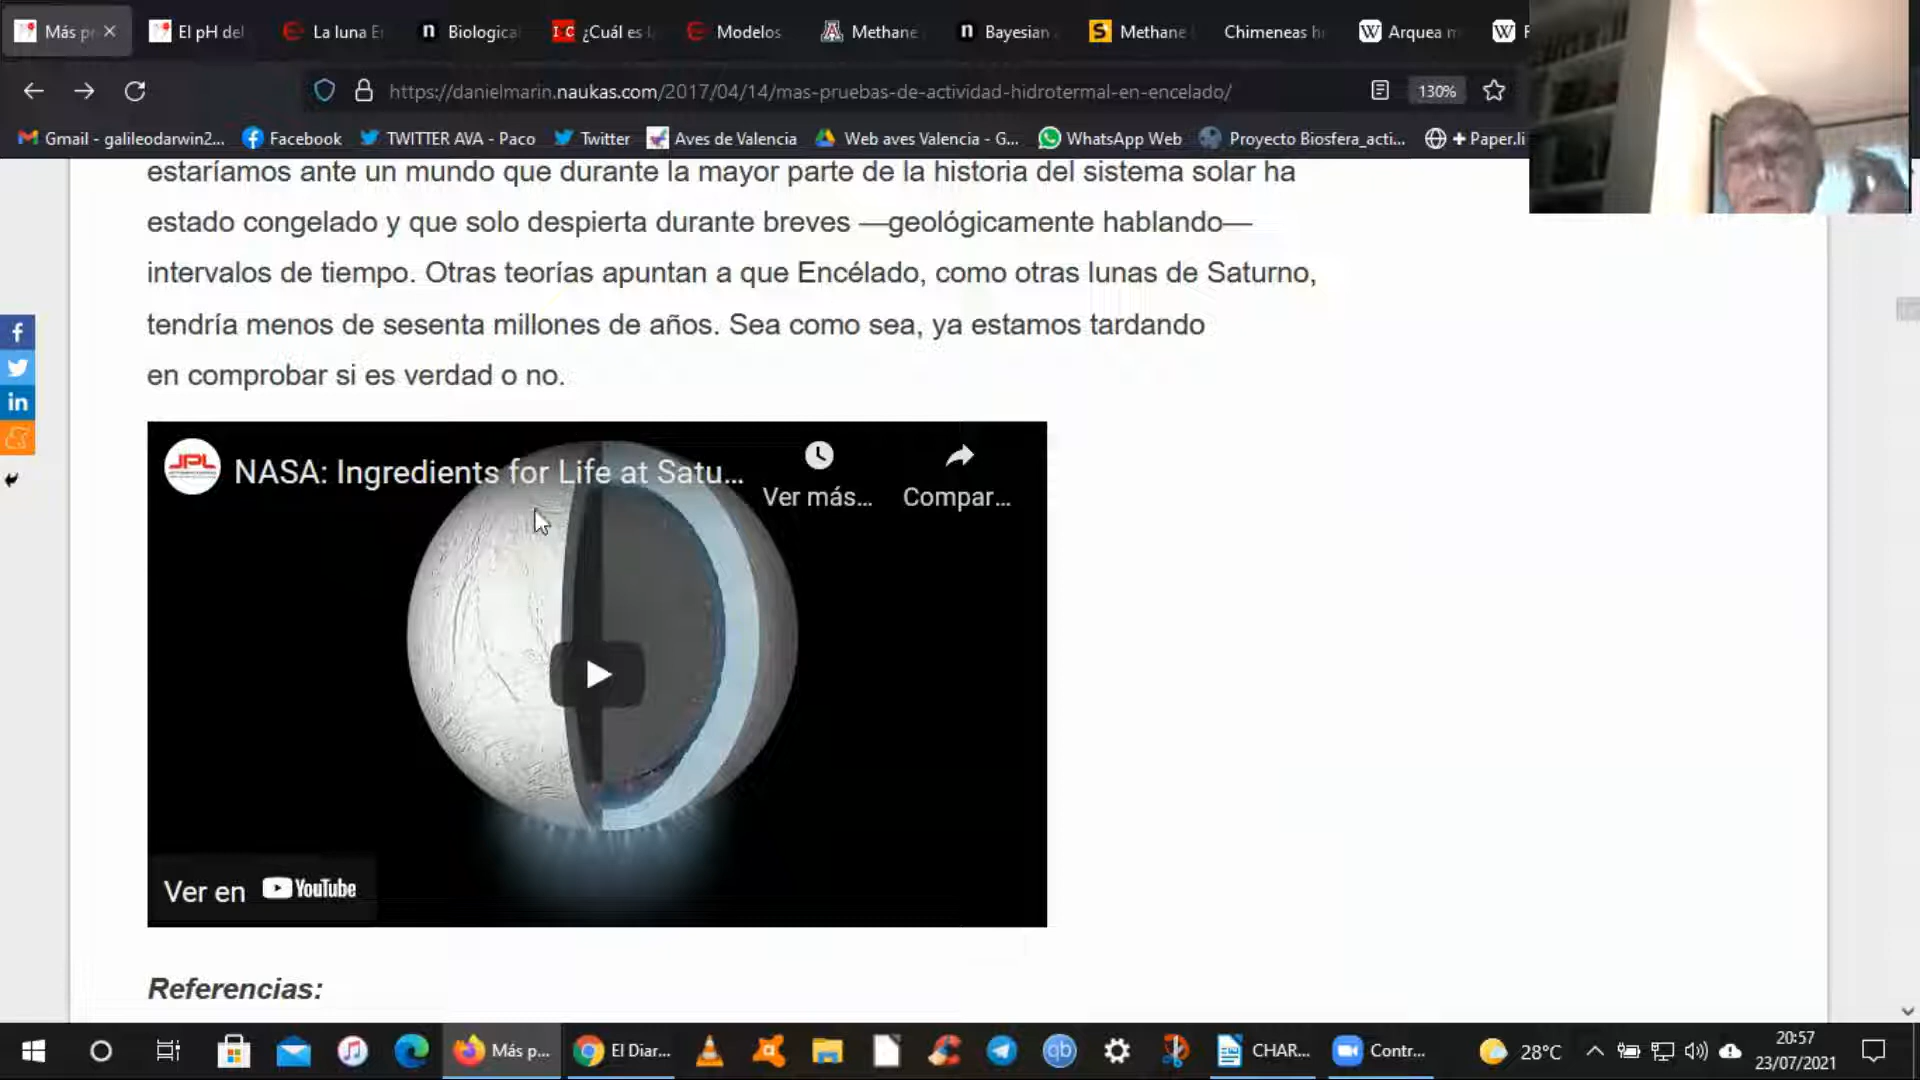 Más p
El pH del
La luna E
Biological
¿Cuál es l
Modelos
Methane
Bayesian
Methane
Chimeneas h
Arquea m
https://danielmarin.naukas.com/2017/04/14/mas-pruebas-de-actividad-hidrotermal-en-encelado/
130%
Gmail - galileodarwin2...
Facebook
TWITTER AVA - Paco
Twitter
Aves de Valencia
Web aves Valencia - G...
WhatsApp Web
Proyecto Biosfera_acti...
+ Paper.li
estaríamos ante un mundo que durante la mayor parte de la historia del sistema solar ha
estado congelado y que solo despierta durante breves —geológicamente hablando—
intervalos de tiempo. Otras teorías apuntan a que Encélado, como otras lunas de Saturno,
tendría menos de sesenta millones de años. Sea como sea, ya estamos tardando
en comprobar si es verdad o no.
JPL
NASA: Ingredients for Life at Satu...
Ver más...
Compar...
Ver en YouTube
Referencias:
Más p...
El Diar...
CHAR...
Contr...
28°C
20:57
23/07/2021